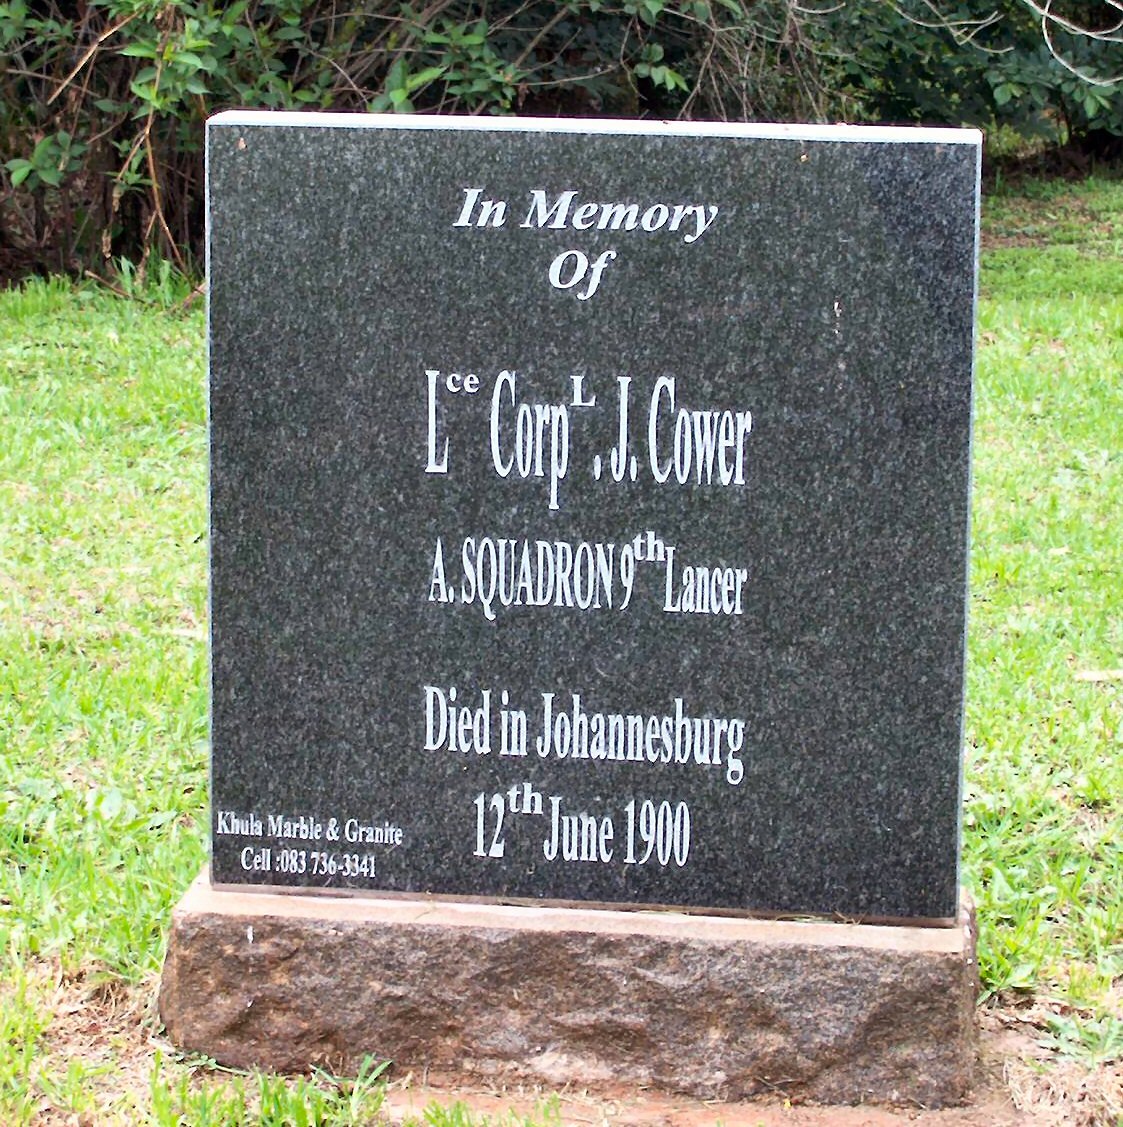 In Memory
Of
Lce CorpL. J. Cower
A. SQUADRON 9th Lancer
Died in Johannesburg
12th June 1900
Khula Marble & Granite
Cell :083 736-3341